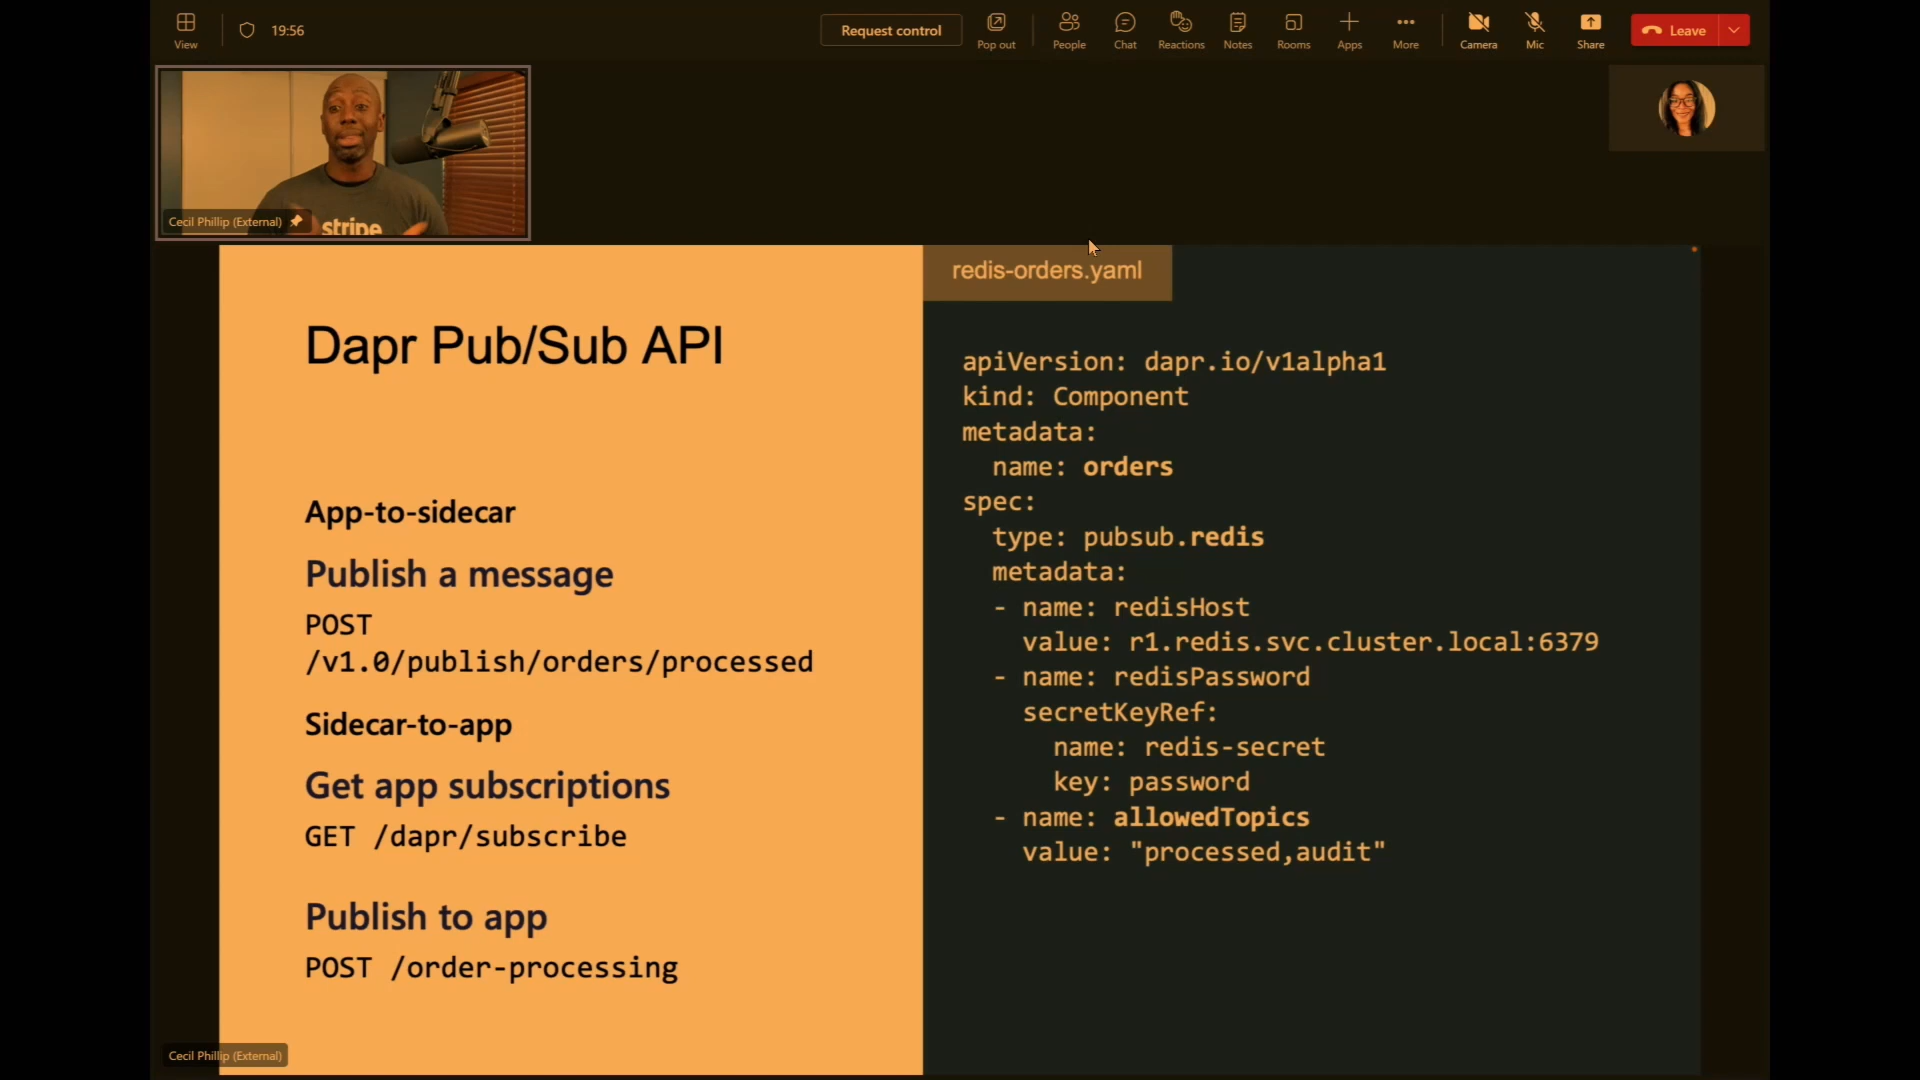 View
19:56
Request control
Pop out
People
Chat
Reactions
Notes
Rooms
Apps
More
Camera
Mic
Share
Leave
stripe
Cecil Phillip (External)
Dapr Pub/Sub API
App-to-sidecar
Publish a message
POST
/v1.0/publish/orders/processed
Sidecar-to-app
Get app subscriptions
GET /dapr/subscribe
Publish to app
POST /order-processing
redis-orders.yaml
apiVersion: dapr.io/v1alpha1
kind: Component
metadata:
  name: orders
spec:
  type: pubsub.redis
  metadata:
  - name: redisHost
    value: r1.redis.svc.cluster.local:6379
  - name: redisPassword
    secretKeyRef:
      name: redis-secret
      key: password
  - name: allowedTopics
    value: "processed,audit"
Cecil Phillip (External)